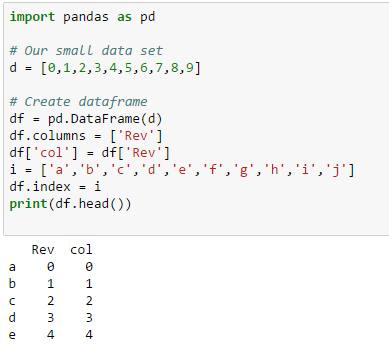 import pandas as pd
# Our small data set
d = [0,1,2,3,4,5,6,7,8,9]
# Create dataframe
df = pd.DataFrame(d)
df.columns = ['Rev']
df['col'] = df['Rev']
i = ['a','b','c','d','e','f','g','h','i','j']
df.index = i
print(df.head())
Rev col
a 0 0
b 1 1
c 2 2
d 3 3
e 4 4